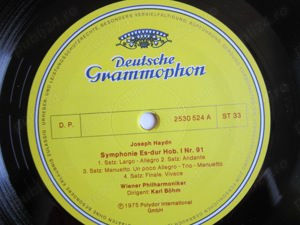 Deutsche
Grammophon
D. P.
2530 524 A
ST 33
Joseph Haydn
Symphonie Es-dur Hob. I Nr. 91
1. Satz: Largo - Allegro 2. Satz: Andante
3. Satz: Menuetto. Un poco Allegro - Trio - Menuetto
4. Satz: Finale. Vivace
Wiener Philharmoniker
Dirigent: Karl Böhm
℗ 1975 Polydor International
GmbH